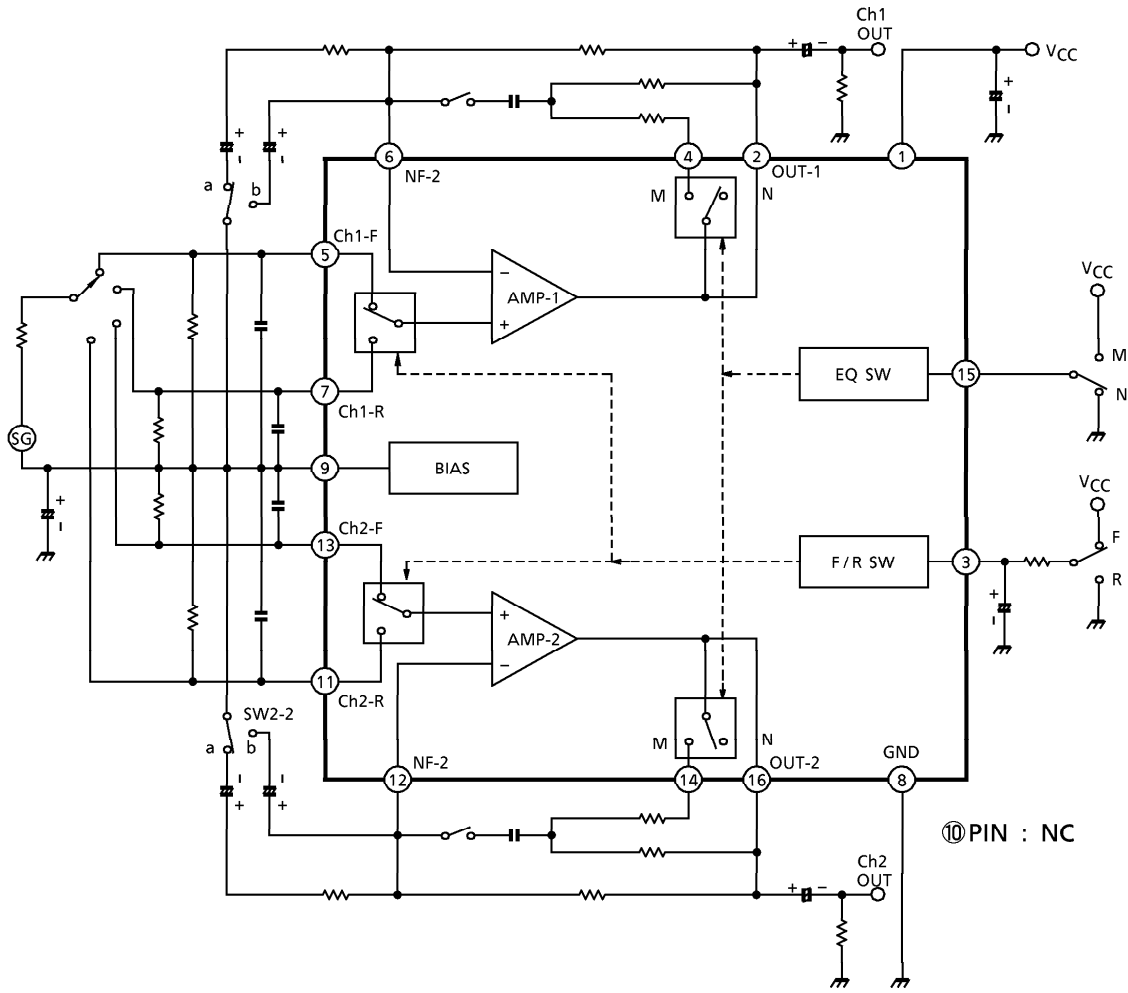 Ch1
OUT
+ −
VCC
+
−
+
−
+
−
a
b
6
NF-2
4
2
OUT-1
1
M
N
5
Ch1-F
−
AMP-1
+
VCC
M
N
EQ SW
15
7
Ch1-R
SG
9
BIAS
+
−
VCC
F
R
13
Ch2-F
F/R SW
3
+
−
+
AMP-2
−
11
Ch2-R
SW2-2
a
b
M
N
12
NF-2
14
16
OUT-2
GND
8
−
+
−
+
⑩PIN : NC
Ch2
OUT
+ −